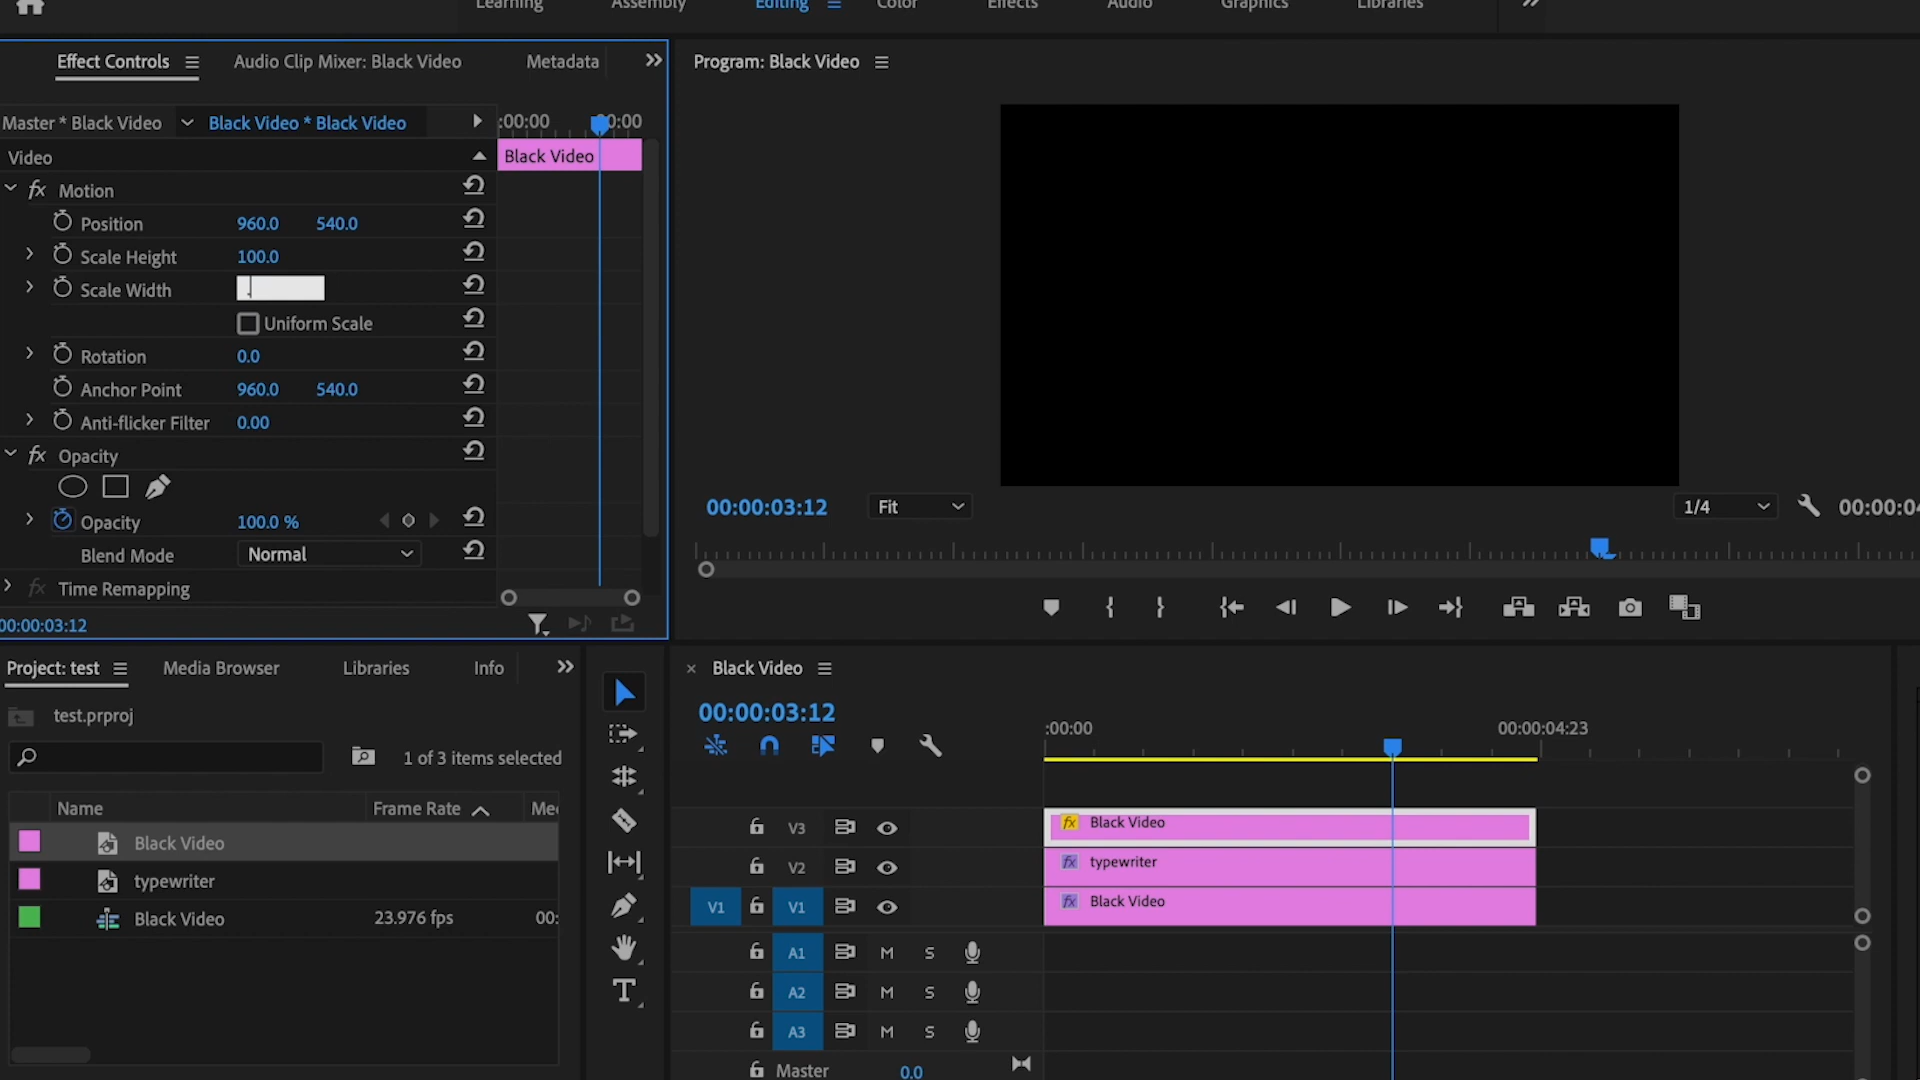 Learning Assembly Editing Color Effects Audio Graphics Libraries
Effect Controls Audio Clip Mixer: Black Video Metadata
Program: Black Video
Master * Black Video Black Video * Black Video
:00:00 00:00
Video
Black Video
Motion
Position 960.0 540.0
Scale Height 100.0
Scale Width .
Uniform Scale
Rotation 0.0
Anchor Point 960.0 540.0
Anti-flicker Filter 0.00
fx Opacity
Opacity 100.0 %
Blend Mode Normal
fx Time Remapping
00:00:03:12
00:00:03:12 Fit 1/4 00:00:04
Project: test Media Browser Libraries Info
test.prproj
1 of 3 items selected
Name Frame Rate Me
Black Video
typewriter
Black Video 23.976 fps 00:
Black Video
00:00:03:12
:00:00 00:00:04:23
V3 fx Black Video
V2 fx typewriter
V1 V1 fx Black Video
A1 M S
A2 M S
A3 M S
Master 0.0